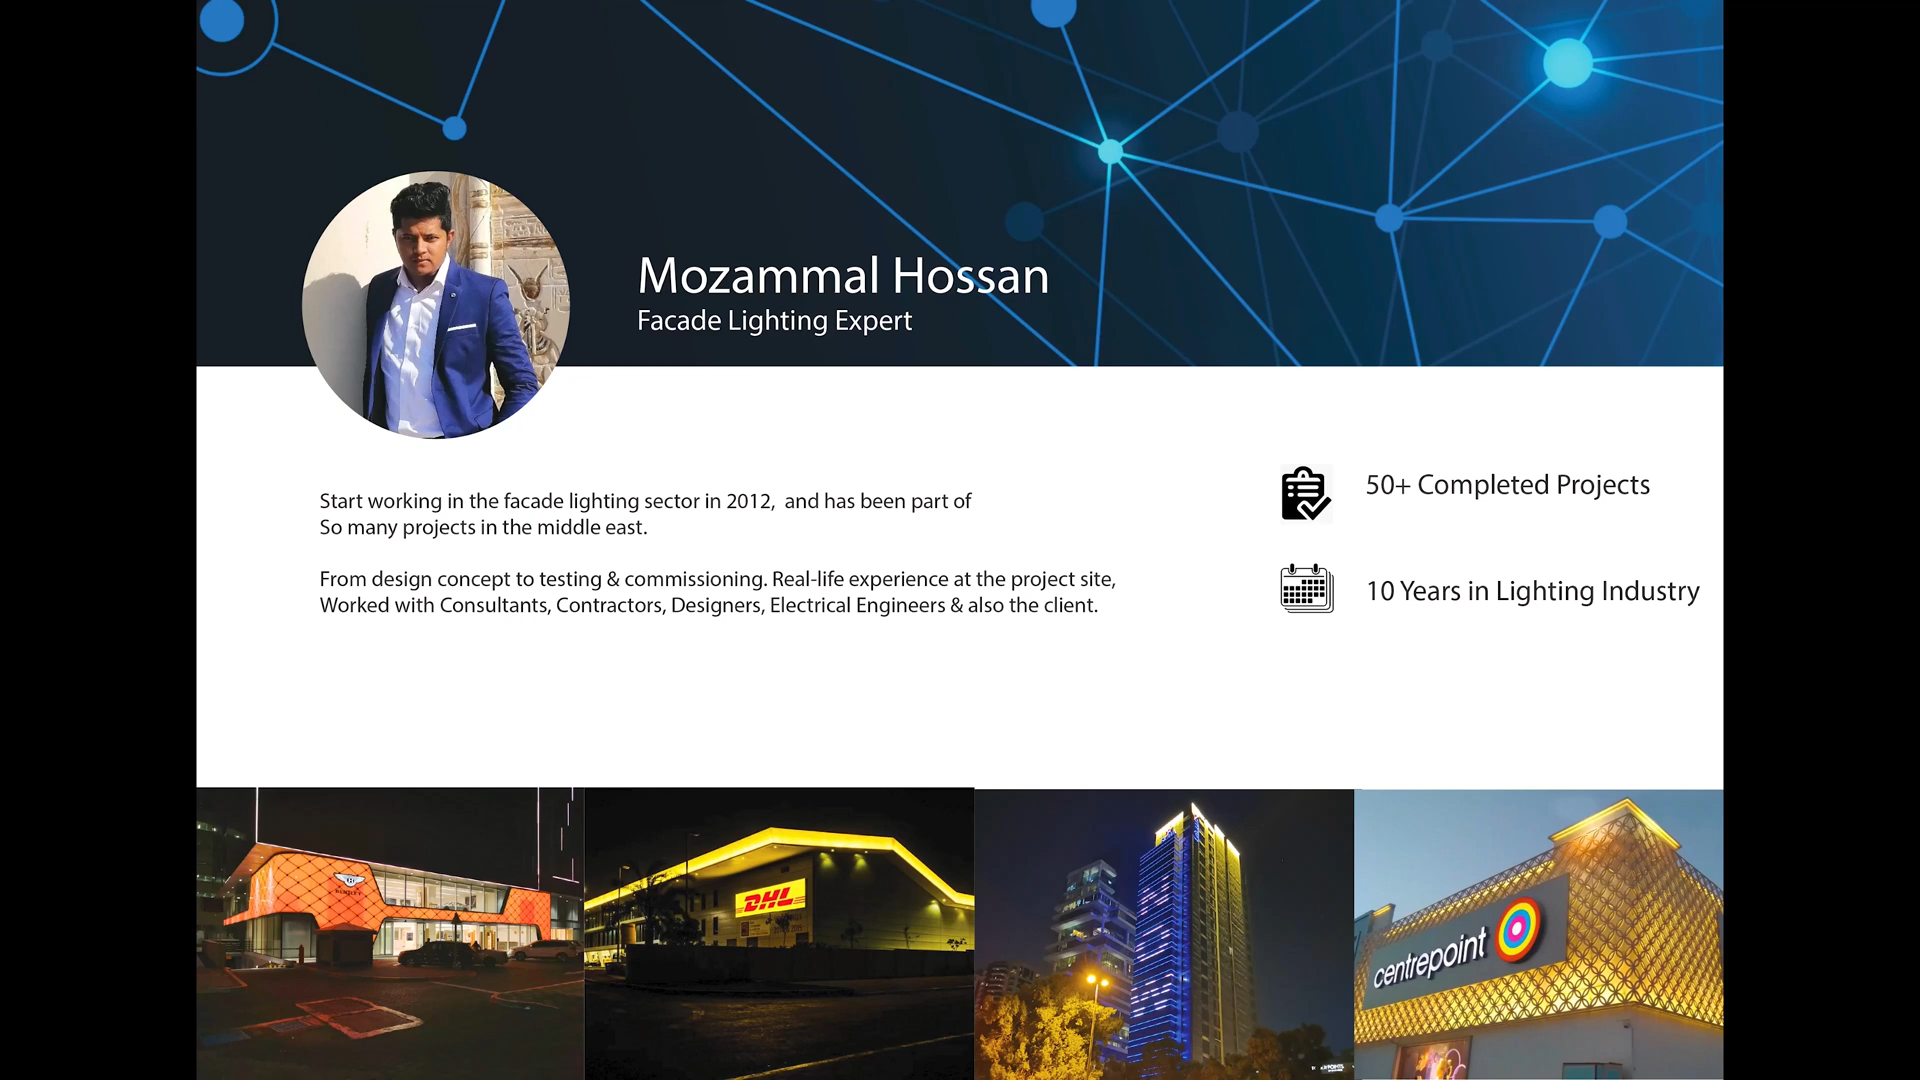 Mozammal Hossan
Facade Lighting Expert
Start working in the facade lighting sector in 2012,  and has been part of
So many projects in the middle east.
From design concept to testing & commissioning. Real-life experience at the project site,
Worked with Consultants, Contractors, Designers, Electrical Engineers & also the client.
50+ Completed Projects
10 Years in Lighting Industry
BENTLEY
DHL
centrepoint